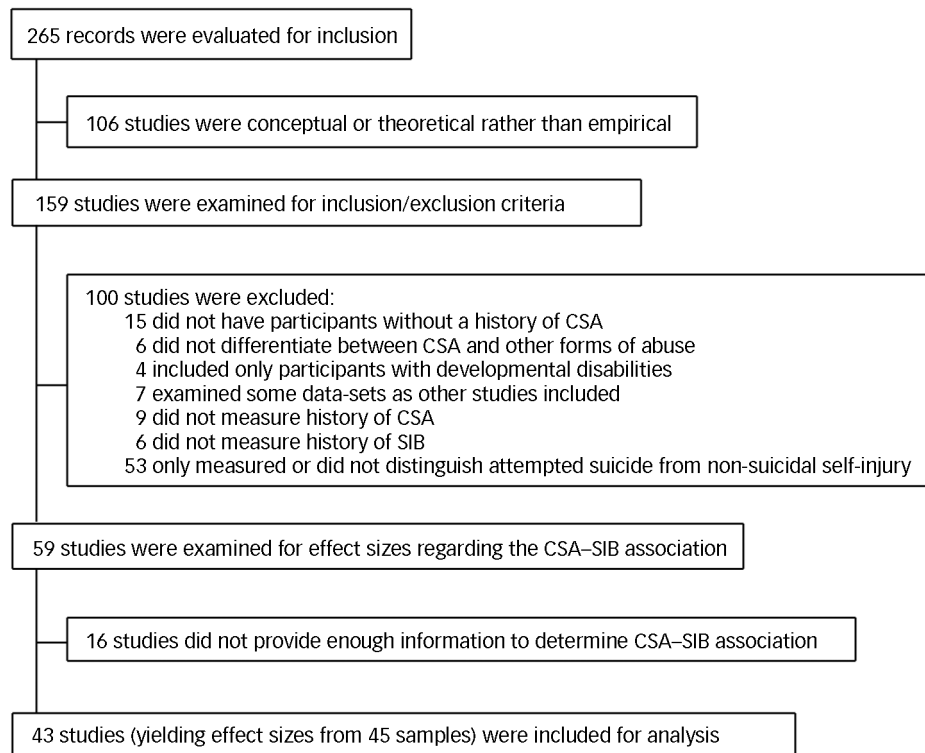 265 records were evaluated for inclusion
106 studies were conceptual or theoretical rather than empirical
159 studies were examined for inclusion/exclusion criteria
100 studies were excluded:
15 did not have participants without a history of CSA
6 did not differentiate between CSA and other forms of abuse
4 included only participants with developmental disabilities
7 examined some data-sets as other studies included
9 did not measure history of CSA
6 did not measure history of SIB
53 only measured or did not distinguish attempted suicide from non-suicidal self-injury
59 studies were examined for effect sizes regarding the CSA–SIB association
16 studies did not provide enough information to determine CSA–SIB association
43 studies (yielding effect sizes from 45 samples) were included for analysis